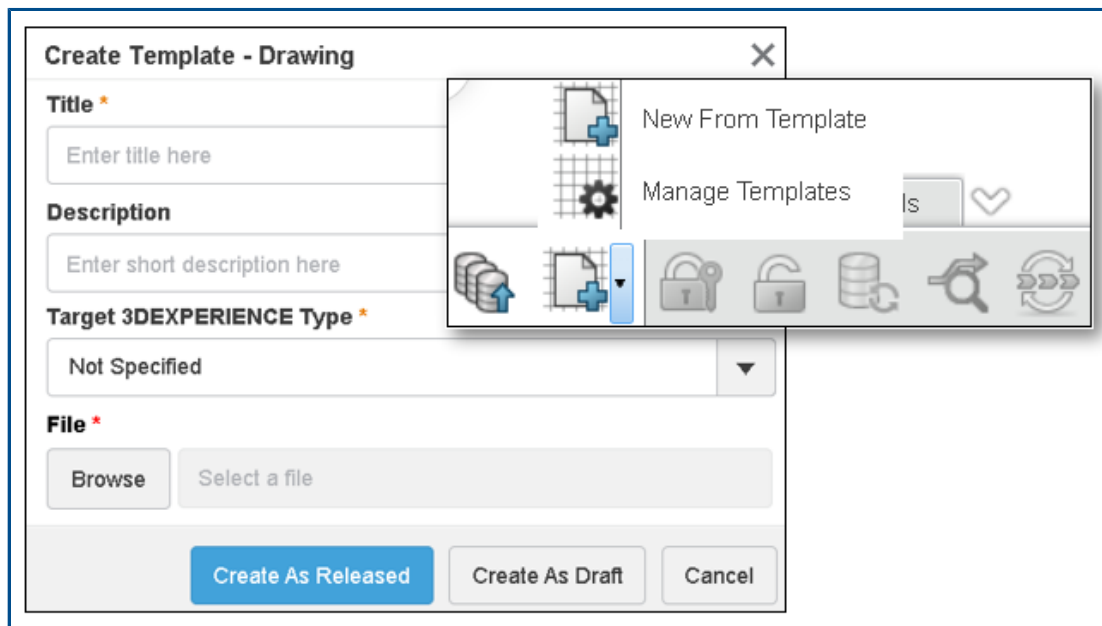 Create Template - Drawing
Title *
Enter title here
Description
Enter short description here
Target 3DEXPERIENCE Type *
Not Specified
File *
Browse
Select a file
Create As Released
Create As Draft
Cancel
New From Template
Manage Templates
ls